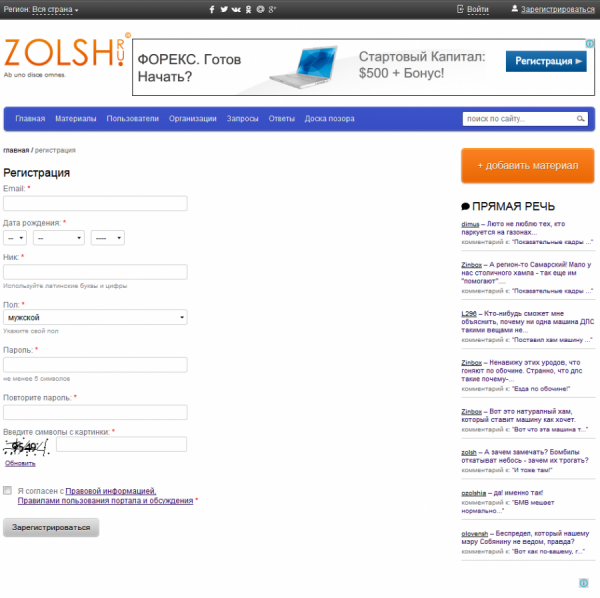 Регион: Вся страна
Войти
Зарегистрироваться
ZOLSH.RU
Ab uno disce omnes.
ФОРЕКС. Готов Начать?
Стартовый Капитал: $500 + Бонус!
Регистрация
Главная Материалы Пользователи Организации Запросы Ответы Доска позора
поиск по сайту...
главная / регистрация
+ добавить материал
Регистрация
Email: *
Дата рождения: *
-- -- ----
Ник: *
Используйте латинские буквы и цифры
Пол: *
мужской
Укажите свой пол
Пароль: *
не менее 5 символов
Повторите пароль: *
Введите символы с картинки: *
Обновить
Я согласен с Правовой информацией,
Правилами пользования портала и обсуждения *
Зарегистрироваться
ПРЯМАЯ РЕЧЬ
dimus – Люто не люблю тех, кто
паркуется на газонах...
комментарий к: "Показательные кадры ..."
Zinbox – А регион-то Самарский! Мало у
нас столичного хампа - так еще им
"помогают"....
комментарий к: "Показательные кадры ..."
L296 – Кто-нибудь сможет мне
объяснить, почему ни одна машина ДПС
такими вещами не...
комментарий к: "Поставил хам машину ..."
Zinbox – Ненавижу этих уродов, что
гоняют по обочине. Странно, что дпс
такие почему-...
комментарий к: "Езда по обочине!"
Zinbox – Вот это натуралный хам,
который ставит машину как хочет.
комментарий к: "Вот что эта машина т..."
zolsh – А зачем замечать? Бомбилы
откатыват небось - зачем их трогать?
комментарий к: "И тоже там!"
ozolshia – да! именно так!
комментарий к: "БМВ мешает
нормально..."
plovensh – Беспредел, который нашему
мэру Собянину не ведом, правда?
комментарий к: "Вот как по-вашему, г..."